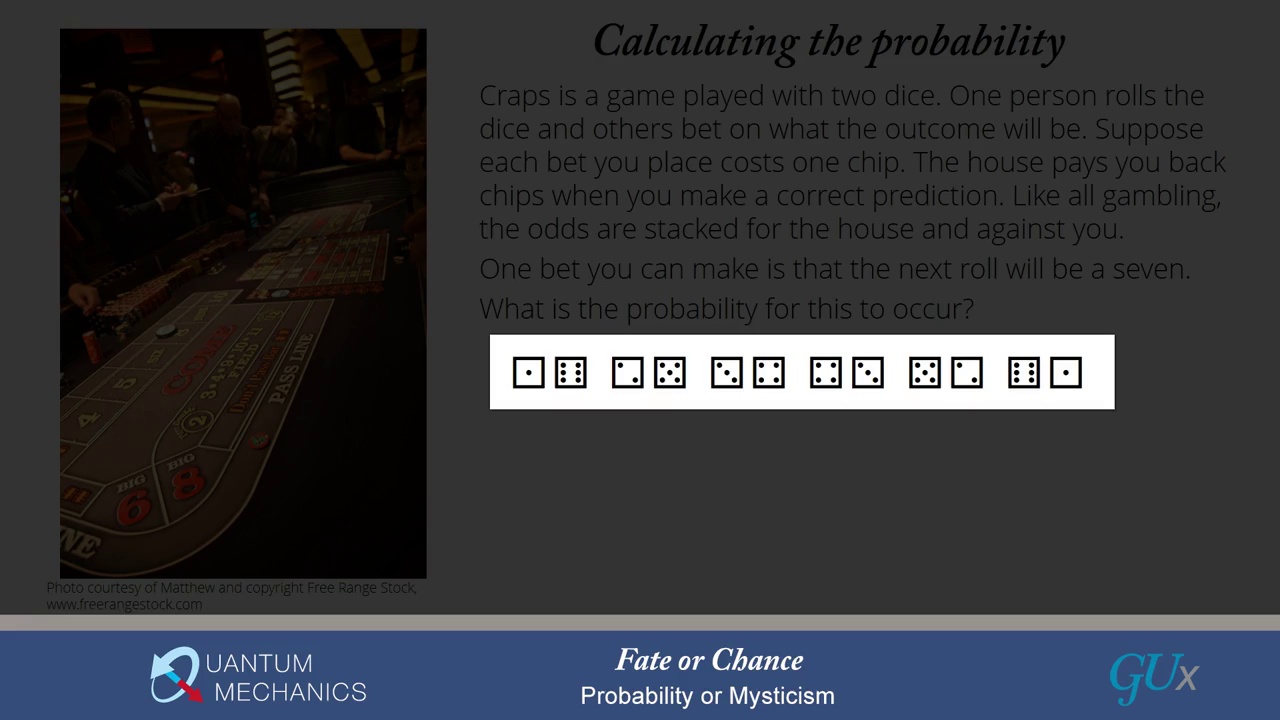 Calculating the probability
Craps is a game played with two dice. One person rolls the
dice and others bet on what the outcome will be. Suppose
each bet you place costs one chip. The house pays you back
chips when you make a correct prediction. Like all gambling,
the odds are stacked for the house and against you.
One bet you can make is that the next roll will be a seven.
What is the probability for this to occur?
COMES
FIELD
PASS LINE
4
2
BIG
6
BIG
8
Photo courtesy of Matthew and copyright Free Range Stock,
www.freerangestock.com
QUANTUM
MECHANICS
Fate or Chance
Probability or Mysticism
GUx